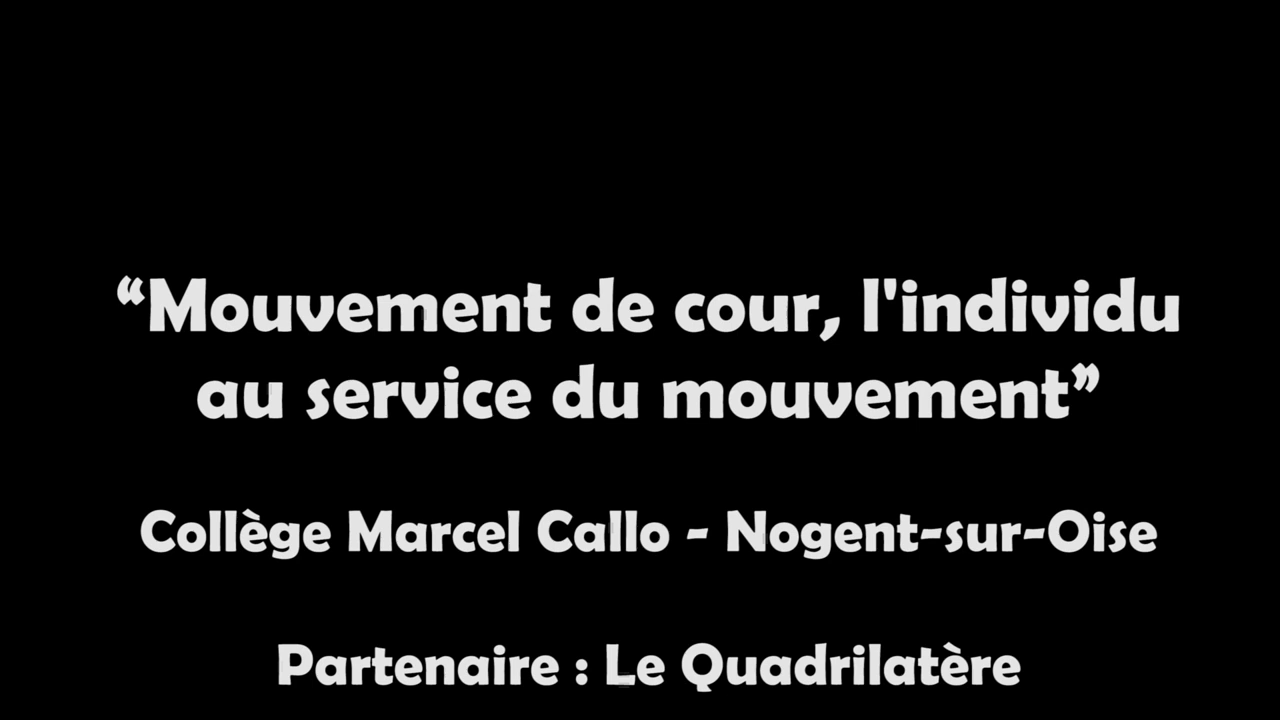 “Mouvement de cour, l'individu
au service du mouvement”
Collège Marcel Callo - Nogent-sur-Oise
Partenaire : Le Quadrilatère